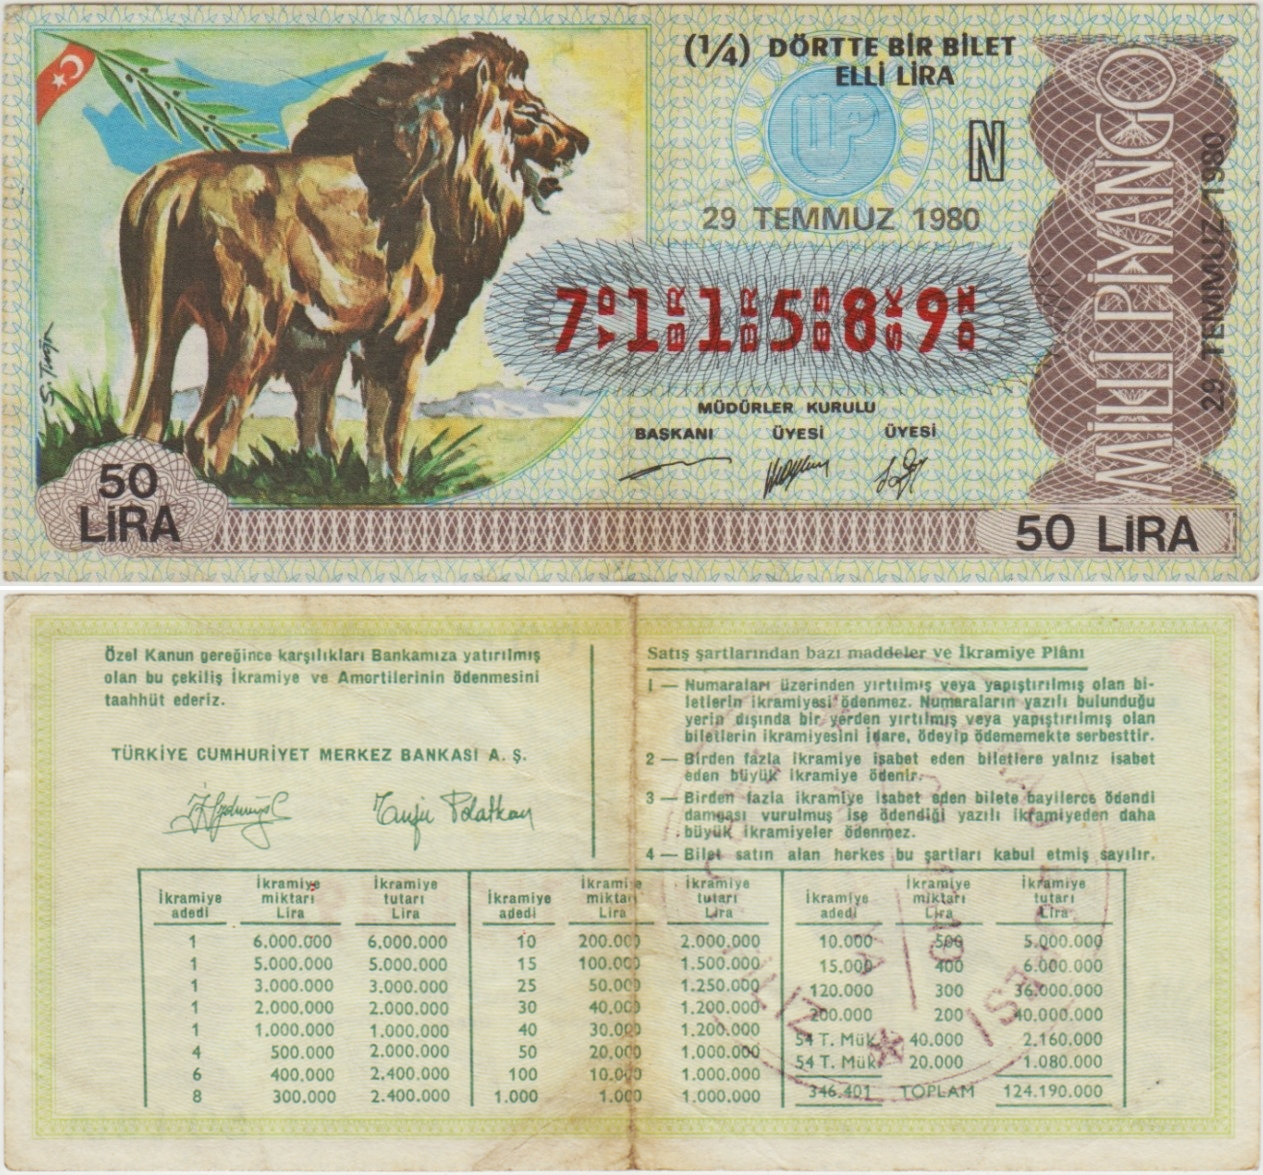 (1/4) DÖRTTE BİR BİLET
ELLİ LİRA
N
29 TEMMUZ 1980
7 YD 1 BR 1 BR 5 BŞ 8 SK 9 DZ
MÜDÜRLER KURULU
BAŞKANI ÜYESİ ÜYESİ
50
LİRA
50 LİRA
MİLLİ PİYANGO
29 TEMMUZ 1980
Özel Kanun gereğince karşılıkları Bankamıza yatırılmış
olan bu çekiliş İkramiye ve Amortilerinin ödenmesini
taahhüt ederiz.
TÜRKİYE CUMHURİYET MERKEZ BANKASI A. Ş.
Satış şartlarından bazı maddeler ve İkramiye Plânı
1 — Numaraları üzerinden yırtılmış veya yapıştırılmış olan bi-
letlerin ikramiyesi ödenmez. Numaraların yazılı bulunduğu
yerin dışında bir yerden yırtılmış veya yapıştırılmış olan
biletlerin ikramiyesini İdare, ödeyip ödememekte serbesttir.
2 — Birden fazla ikramiye isabet eden biletlere yalnız isabet
eden büyük ikramiye ödenir.
3 — Birden fazla ikramiye isabet eden bilete bayilerce ödendi
damgası vurulmuş ise ödendiği yazılı ikramiyeden daha
büyük ikramiyeler ödenmez.
4 — Bilet satın alan herkes bu şartları kabul etmiş sayılır.
İkramiye adedi İkramiye miktarı Lira İkramiye tutarı Lira İkramiye adedi İkramiye miktarı Lira İkramiye tutarı Lira İkramiye adedi İkramiye miktarı Lira İkramiye tutarı Lira
1 6.000.000 6.000.000 10 200.000 2.000.000 10.000 500 5.000.000
1 5.000.000 5.000.000 15 100.000 1.500.000 15.000 400 6.000.000
1 3.000.000 3.000.000 25 50.000 1.250.000 120.000 300 36.000.000
1 2.000.000 2.000.000 30 40.000 1.200.000 200.000 200 40.000.000
1 1.000.000 1.000.000 40 30.000 1.200.000 54 T. Mük. 40.000 2.160.000
4 500.000 2.000.000 50 20.000 1.000.000 54 T. Mük. 20.000 1.080.000
6 400.000 2.400.000 100 10.000 1.000.000 346.401 TOPLAM 124.190.000
8 300.000 2.400.000 1.000 1.000 1.000.000